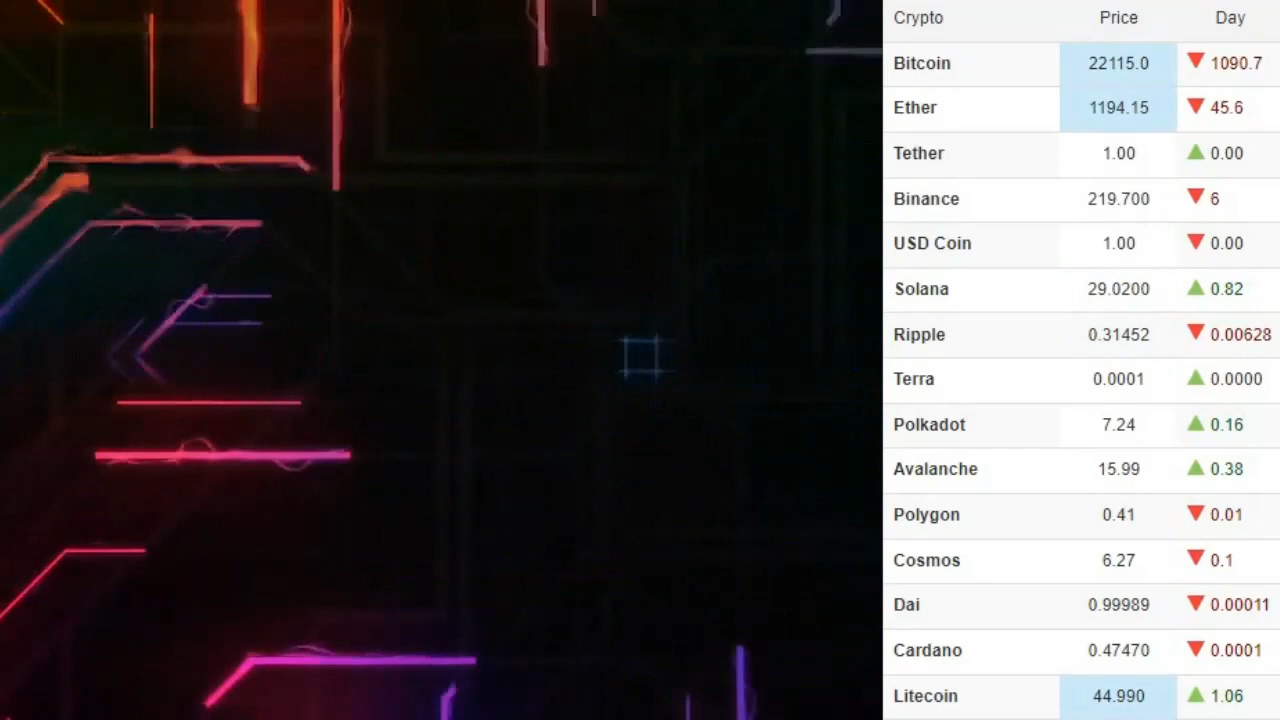 Crypto Price Day
Bitcoin 22115.0 ▼ 1090.7
Ether 1194.15 ▼ 45.6
Tether 1.00 ▲ 0.00
Binance 219.700 ▼ 6
USD Coin 1.00 ▼ 0.00
Solana 29.0200 ▲ 0.82
Ripple 0.31452 ▼ 0.00628
Terra 0.0001 ▲ 0.0000
Polkadot 7.24 ▲ 0.16
Avalanche 15.99 ▲ 0.38
Polygon 0.41 ▼ 0.01
Cosmos 6.27 ▼ 0.1
Dai 0.99989 ▼ 0.00011
Cardano 0.47470 ▼ 0.0001
Litecoin 44.990 ▲ 1.06